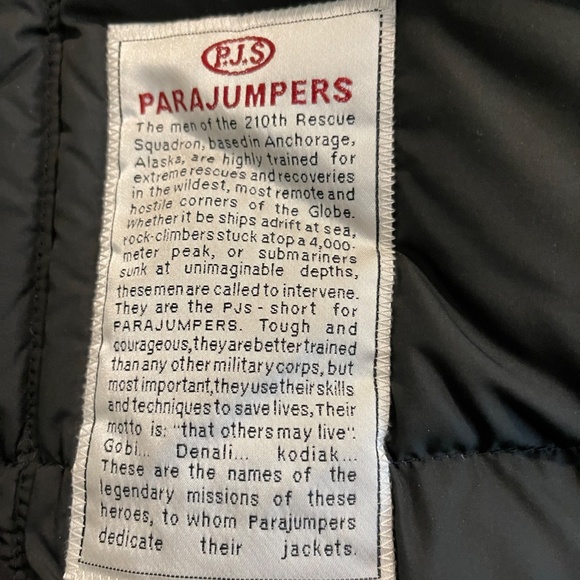 P.J.S
PARAJUMPERS
The men of the 210th Rescue
Squadron, based in Anchorage,
Alaska, are highly trained for
extreme rescues and recoveries
in the wildest, most remote and
hostile corners of the Globe.
Whether it be ships adrift at sea,
rock-climbers stuck atop a 4,000-
meter peak, or submariners
sunk at unimaginable depths,
these men are called to intervene.
They are the PJs - short for
PARAJUMPERS. Tough and
courageous, they are better trained
than any other military corps, but
most important, they use their skills
and techniques to save lives, Their
motto is: "that others may live".
Gobi... Denali... kodiak...
These are the names of the
legendary missions of these
heroes, to whom Parajumpers
dedicate their jackets.